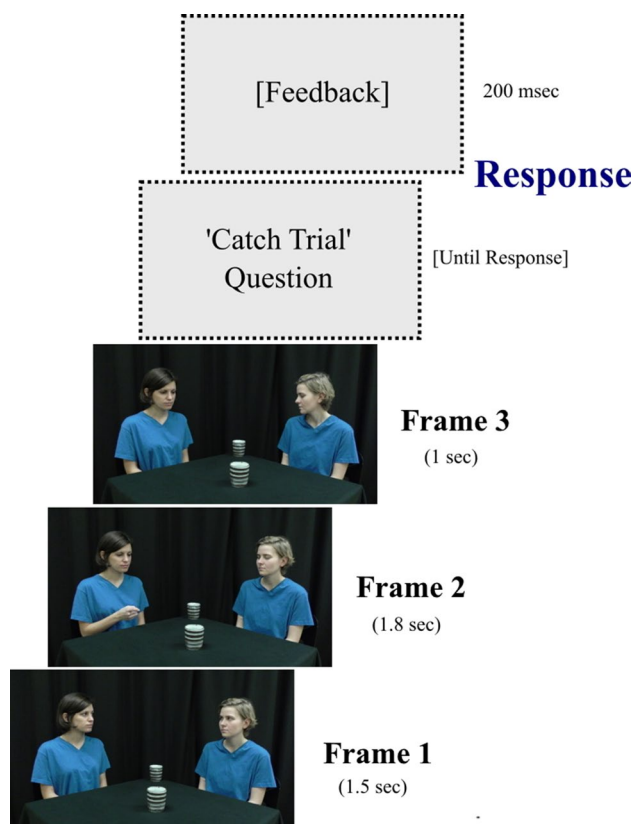 [Feedback]
200 msec
Response
'Catch Trial'
Question
[Until Response]
Frame 3
(1 sec)
Frame 2
(1.8 sec)
Frame 1
(1.5 sec)